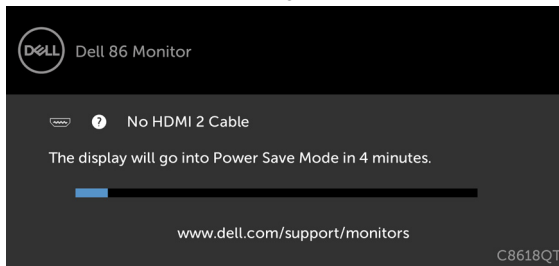 DELL Dell 86 Monitor
? No HDMI 2 Cable
The display will go into Power Save Mode in 4 minutes.
www.dell.com/support/monitors
C8618QT